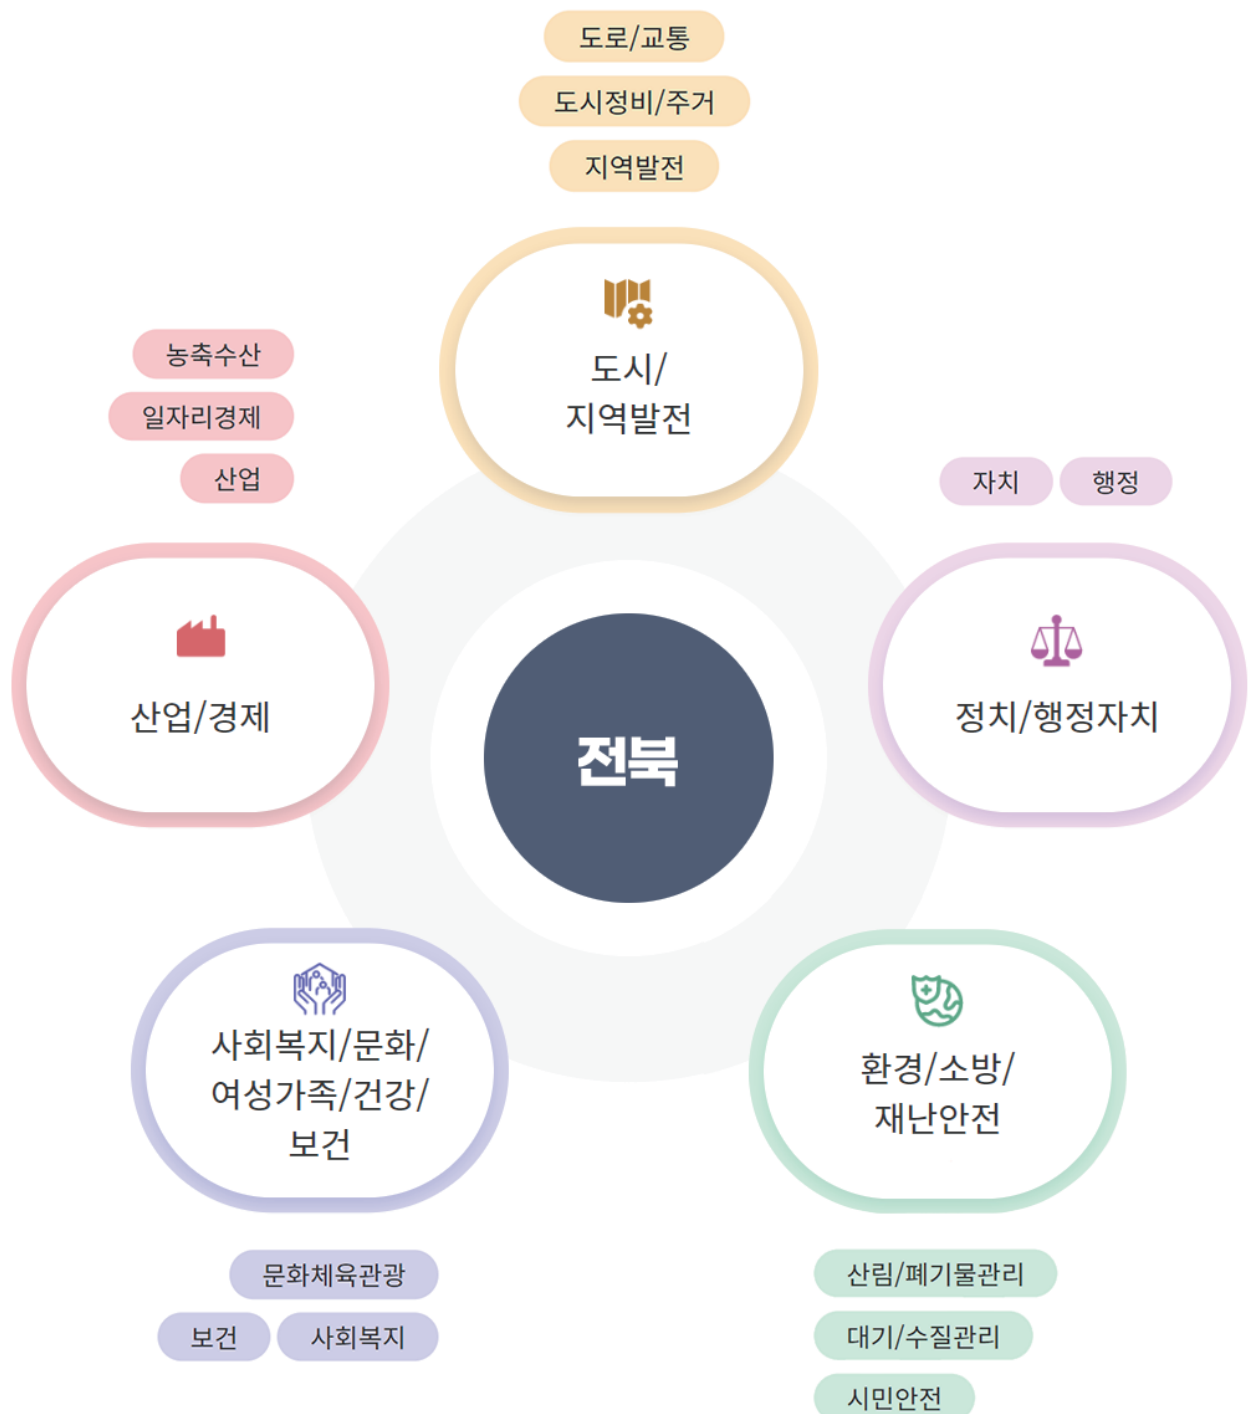 도로/교통
도시정비/주거
지역발전
도시/
지역발전
농축수산
일자리경제
산업
산업/경제
자치
행정
정치/행정자치
전북
사회복지/문화/
여성가족/건강/
보건
문화체육관광
보건
사회복지
환경/소방/
재난안전
산림/폐기물관리
대기/수질관리
시민안전